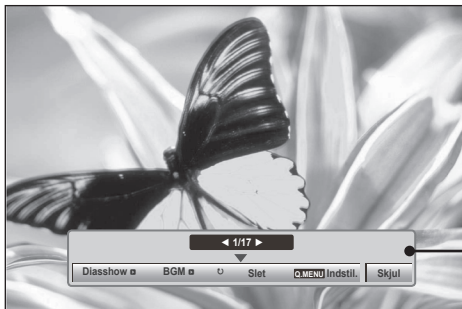 ◀ 1/17 ▶
Diasshow BGM Slet Q.MENU Indstil. Skjul